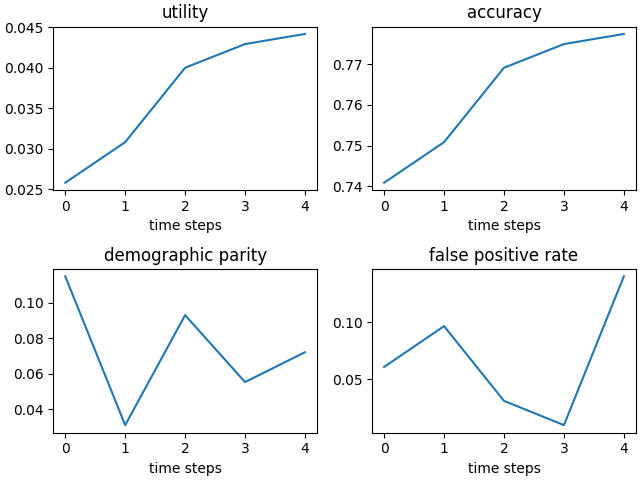 utility
accuracy
0.045
0.040
0.035
0.030
0.025
0.77
0.76
0.75
0.74
0 1 2 3 4
0 1 2 3 4
time steps
time steps
demographic parity
false positive rate
0.10
0.08
0.06
0.04
0.10
0.05
0 1 2 3 4
0 1 2 3 4
time steps
time steps